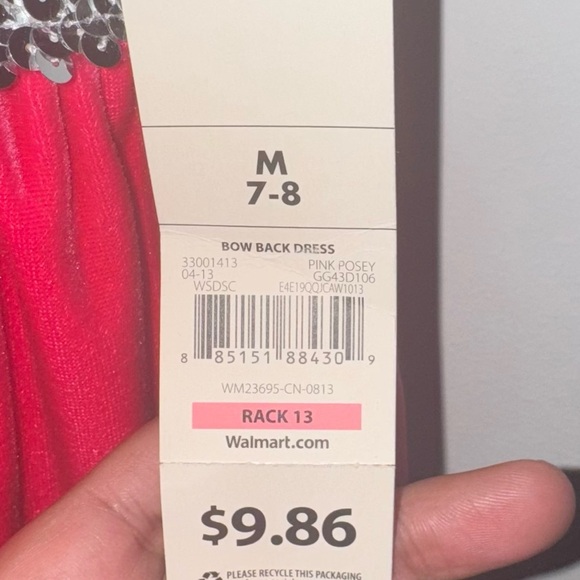 M
7-8
BOW BACK DRESS
33001413 PINK POSEY
04-13 GG43D106
WSDSC E4E19QQJCAW1013
8 85151 88430 9
WM23695-CN-0813
RACK 13
Walmart.com
$9.86
PLEASE RECYCLE THIS PACKAGING